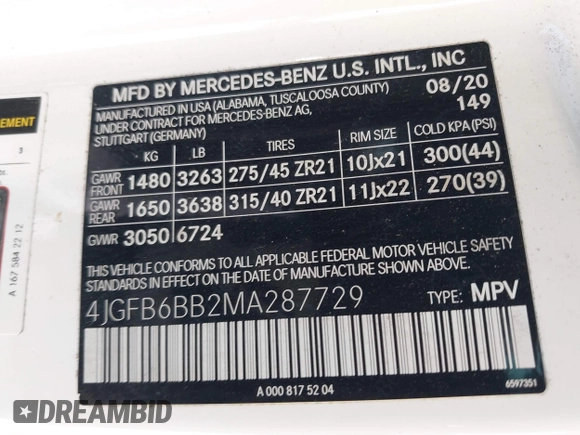 MFD BY MERCEDES-BENZ U.S. INTL., INC
MANUFACTURED IN USA (ALABAMA, TUSCALOOSA COUNTY)
UNDER CONTRACT FOR MERCEDES-BENZ AG,
STUTTGART (GERMANY)
08/20
149
KG LB TIRES RIM SIZE COLD KPA (PSI)
GAWR FRONT 1480 3263 275/45 ZR21 10Jx21 300(44)
GAWR REAR 1650 3638 315/40 ZR21 11Jx22 270(39)
GVWR 3050 6724
THIS VEHICLE CONFORMS TO ALL APPLICABLE FEDERAL MOTOR VEHICLE SAFETY,
BUMPER, AND THEFT PREVENTION STANDARDS IN EFFECT ON THE DATE OF
MANUFACTURE SHOWN ABOVE.
4JGFB6BB2MA287729 TYPE: MPV
A 000 817 52 04
6597351
EMENT
A 167 584 22 12
DREAMBID